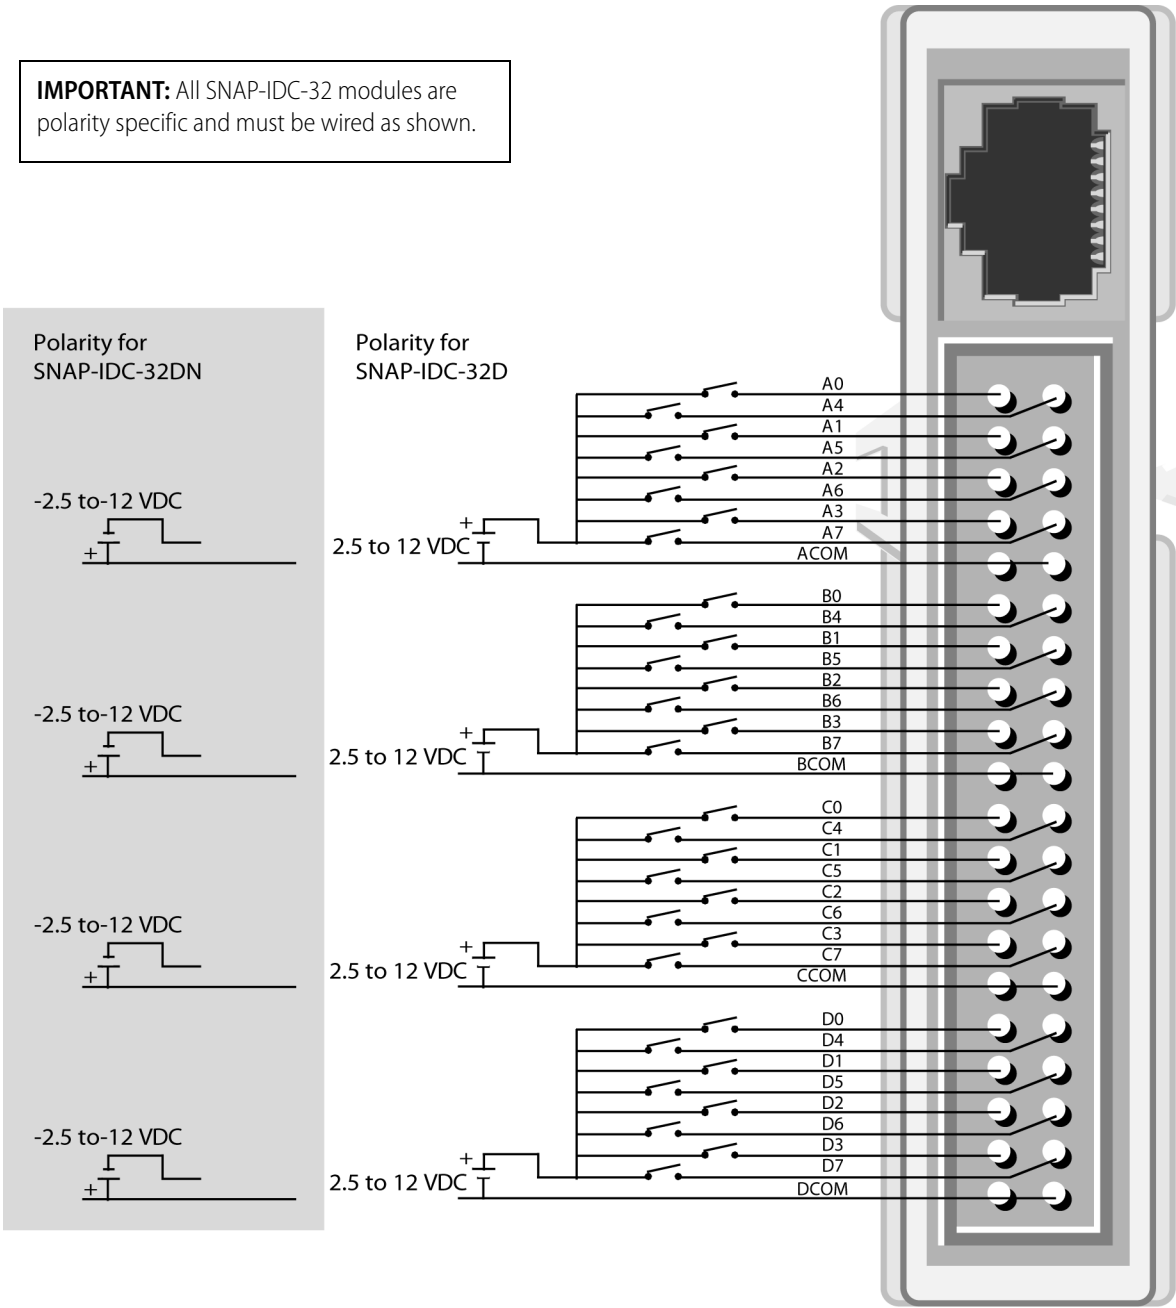 IMPORTANT: All SNAP-IDC-32 modules are
polarity specific and must be wired as shown.
Polarity for
SNAP-IDC-32DN
Polarity for
SNAP-IDC-32D
A0
A4
A1
A5
A2
A6
A3
A7
ACOM
-2.5 to-12 VDC
+
+
2.5 to 12 VDC
B0
B4
B1
B5
B2
B6
B3
B7
BCOM
-2.5 to-12 VDC
+
+
2.5 to 12 VDC
C0
C4
C1
C5
C2
C6
C3
C7
CCOM
-2.5 to-12 VDC
+
+
2.5 to 12 VDC
D0
D4
D1
D5
D2
D6
D3
D7
DCOM
-2.5 to-12 VDC
+
+
2.5 to 12 VDC